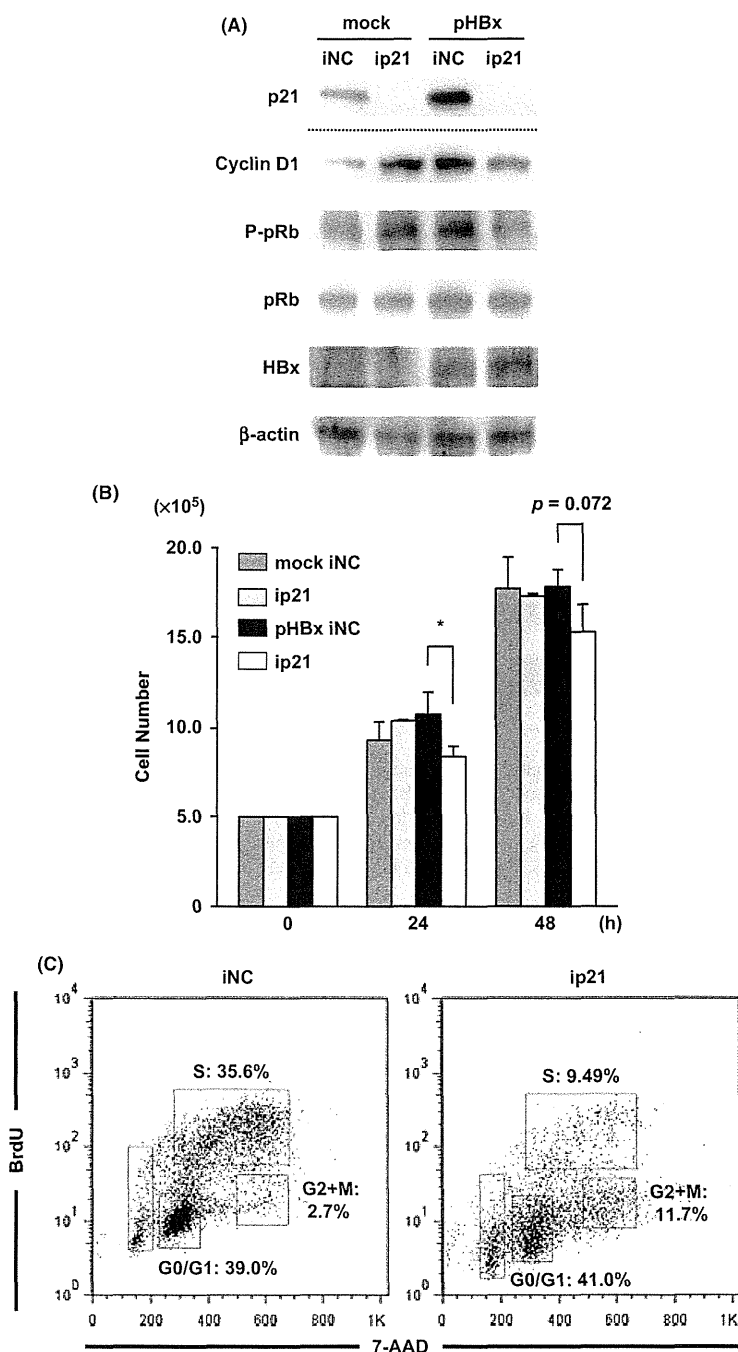 (A)
mock pHBx
iNC ip21 iNC ip21
p21
Cyclin D1
P-pRb
pRb
HBx
β-actin
(B)
(×10⁵)
p = 0.072
20.0
15.0
10.0
5.0
0
Cell Number
mock iNC
ip21
pHBx iNC
ip21
*
0 24 48 (h)
(C)
iNC ip21
BrdU
10⁴
10³
10²
10¹
10⁰
S: 35.6%
G2+M:
2.7%
G0/G1: 39.0%
0 200 400 600 800 1K
10⁴
10³
10²
10¹
10⁰
S: 9.49%
G2+M:
11.7%
G0/G1: 41.0%
0 200 400 600 800 1K
7-AAD